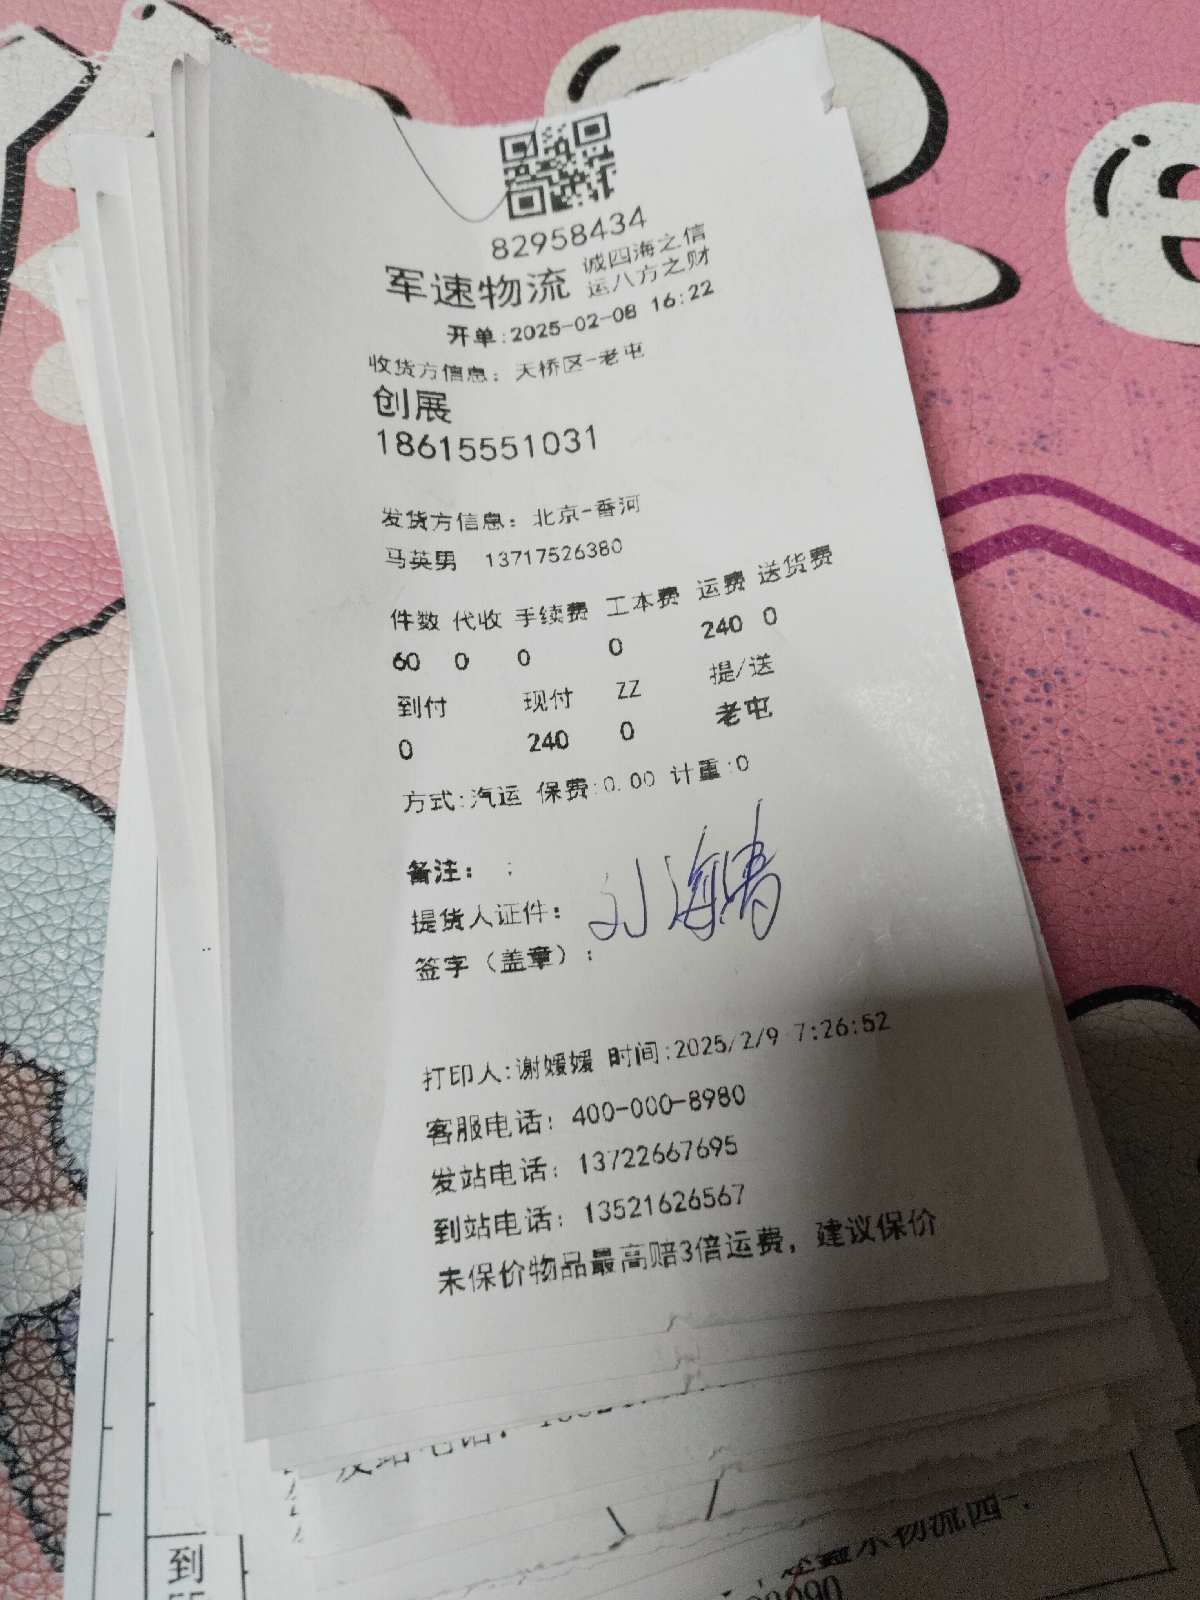 82958434
军速物流 诚四海之信
运八方之财
开单:2025-02-08 16:22
收货方信息: 天桥区-老屯
创展
18615551031
发货方信息: 北京-香河
马英男 13717526380
件数 代收 手续费 工本费 运费 送货费
60 0 0 0 240 0
到付 现付 ZZ 提/送
0 240 0 老屯
方式:汽运 保费:0.00 计重:0
备注: :
提货人证件:
签字（盖章）:
打印人:谢媛媛 时间:2025/2/9 7:26:52
客服电话: 400-000-8980
发站电话: 13722667695
到站电话: 13521626567
未保价物品最高赔3倍运费，建议保价
发站电话:
到